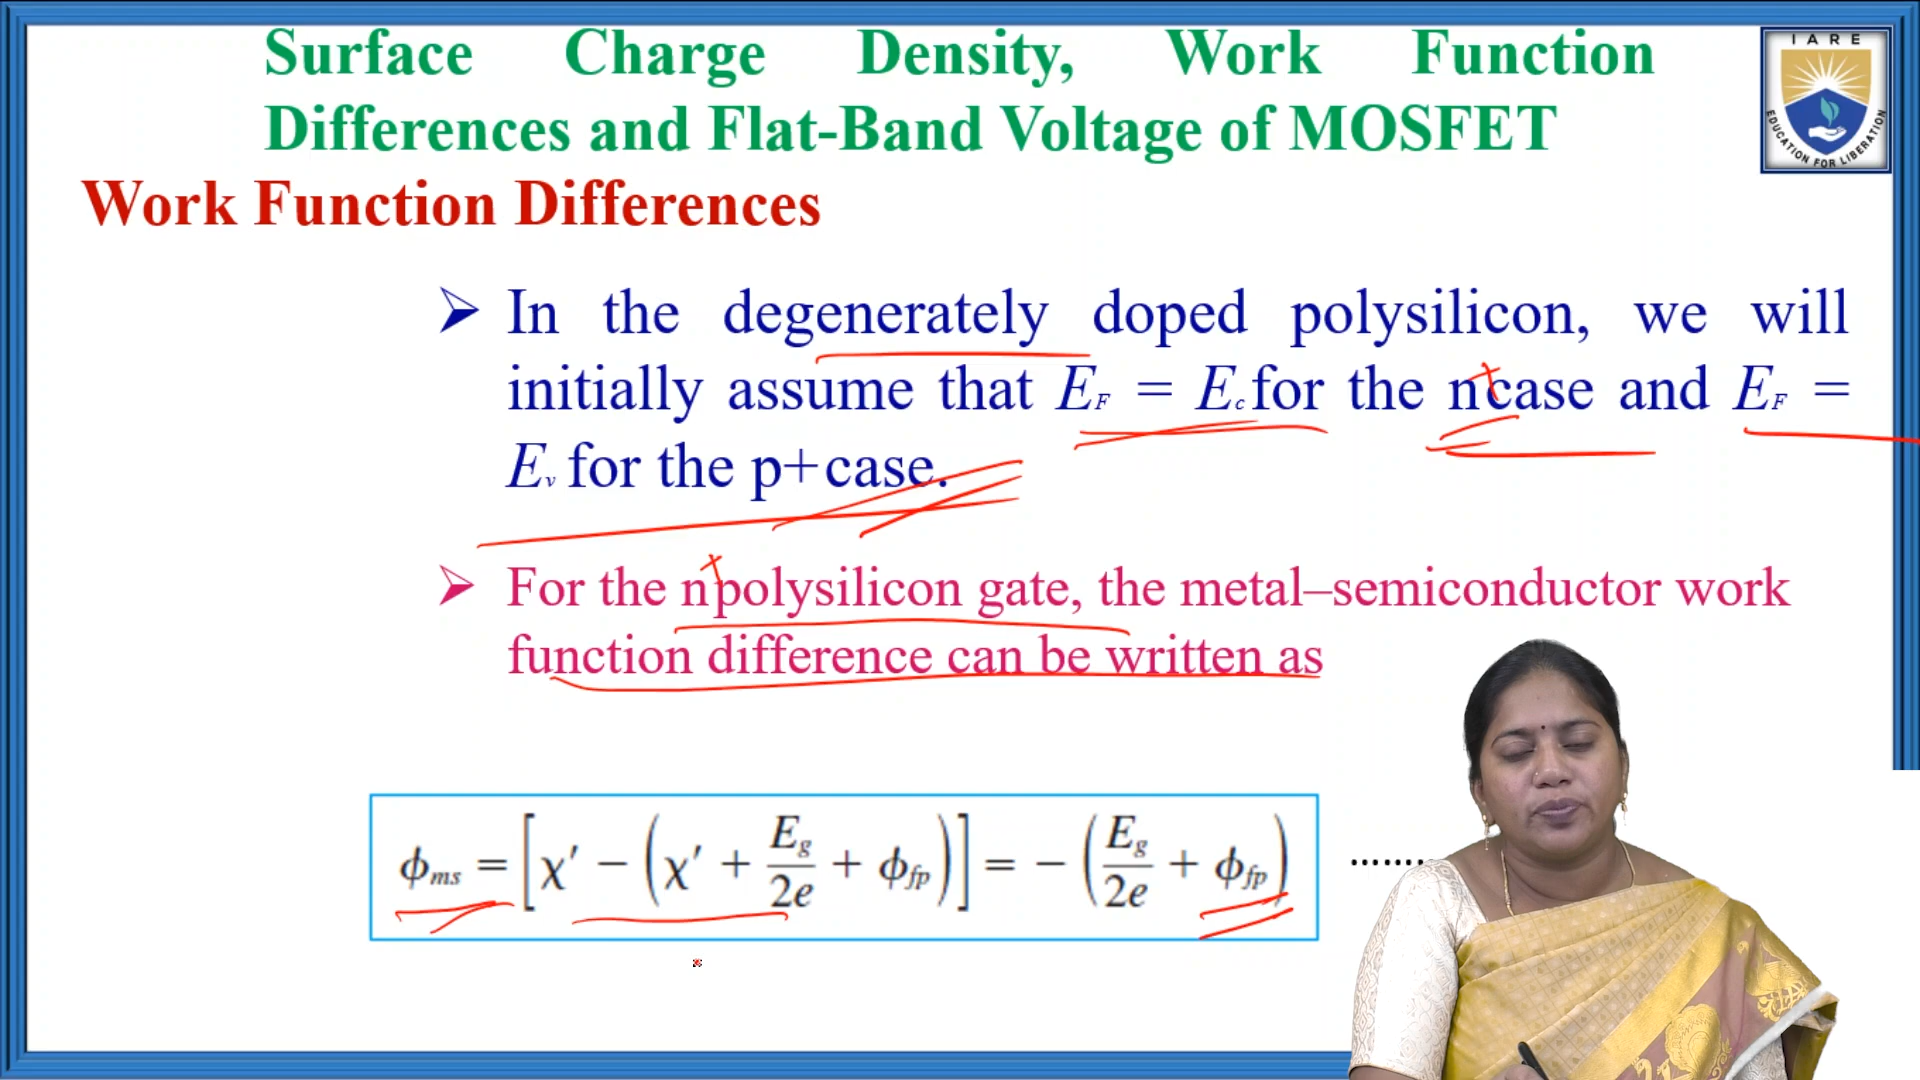 Surface Charge Density, Work Function
Differences and Flat-Band Voltage of MOSFET
IARE
EDUCATION FOR LIBERATION
Work Function Differences
➢ In the degenerately doped polysilicon, we will
initially assume that E_F = E_c for the n⁺case and E_F =
E_v for the p+case.
➢ For the n⁺polysilicon gate, the metal–semiconductor work
function difference can be written as
ϕ_ms = [χ′ − (χ′ + E_g/2e + ϕ_fp)] = −(E_g/2e + ϕ_fp) .......